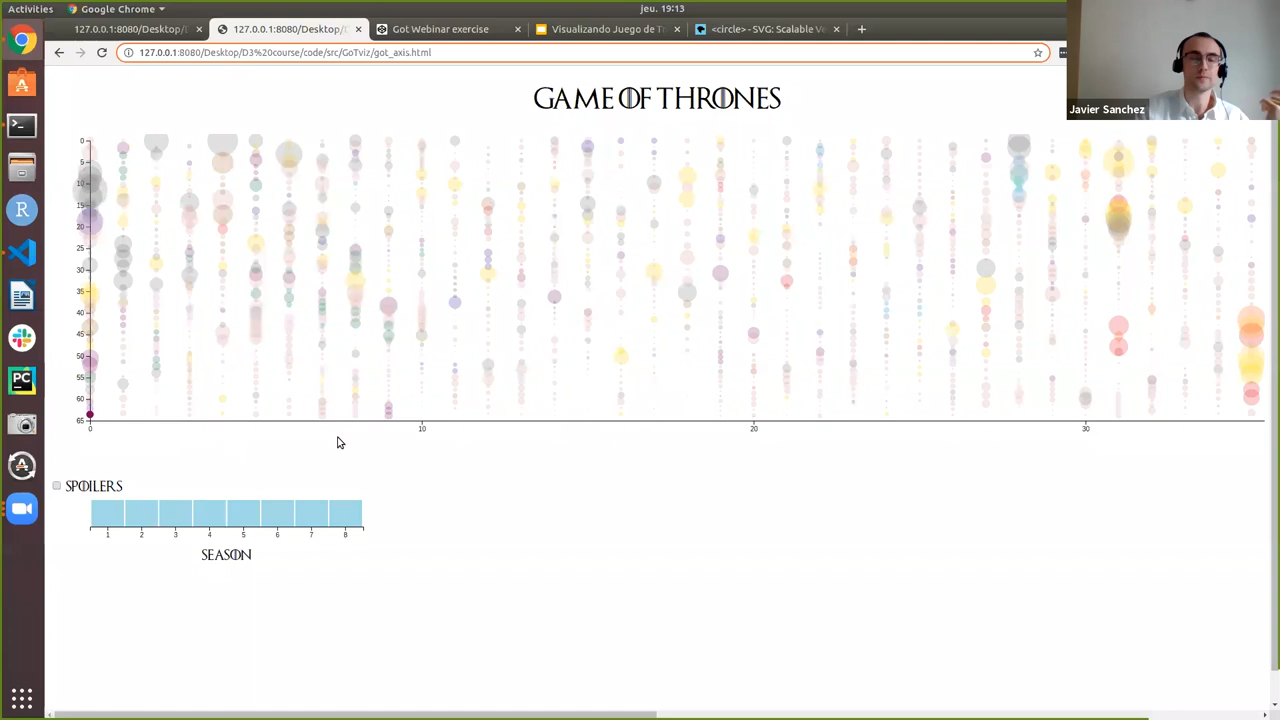 Activities
Google Chrome
jeu. 19:13
127.0.0.1:8080/Desktop/
127.0.0.1:8080/Desktop/D
Got Webinar exercise
Visualizando Juego de Tr
<circle> - SVG: Scalable Ve
127.0.0.1:8080/Desktop/D3%20course/code/src/GoTviz/got_axis.html
Javier Sanchez
GAME OF THRONES
0
5
10
15
20
25
30
35
40
45
50
55
60
65
0 10 20 30
SPOILERS
1 2 3 4 5 6 7 8
SEASON
R
PC
A